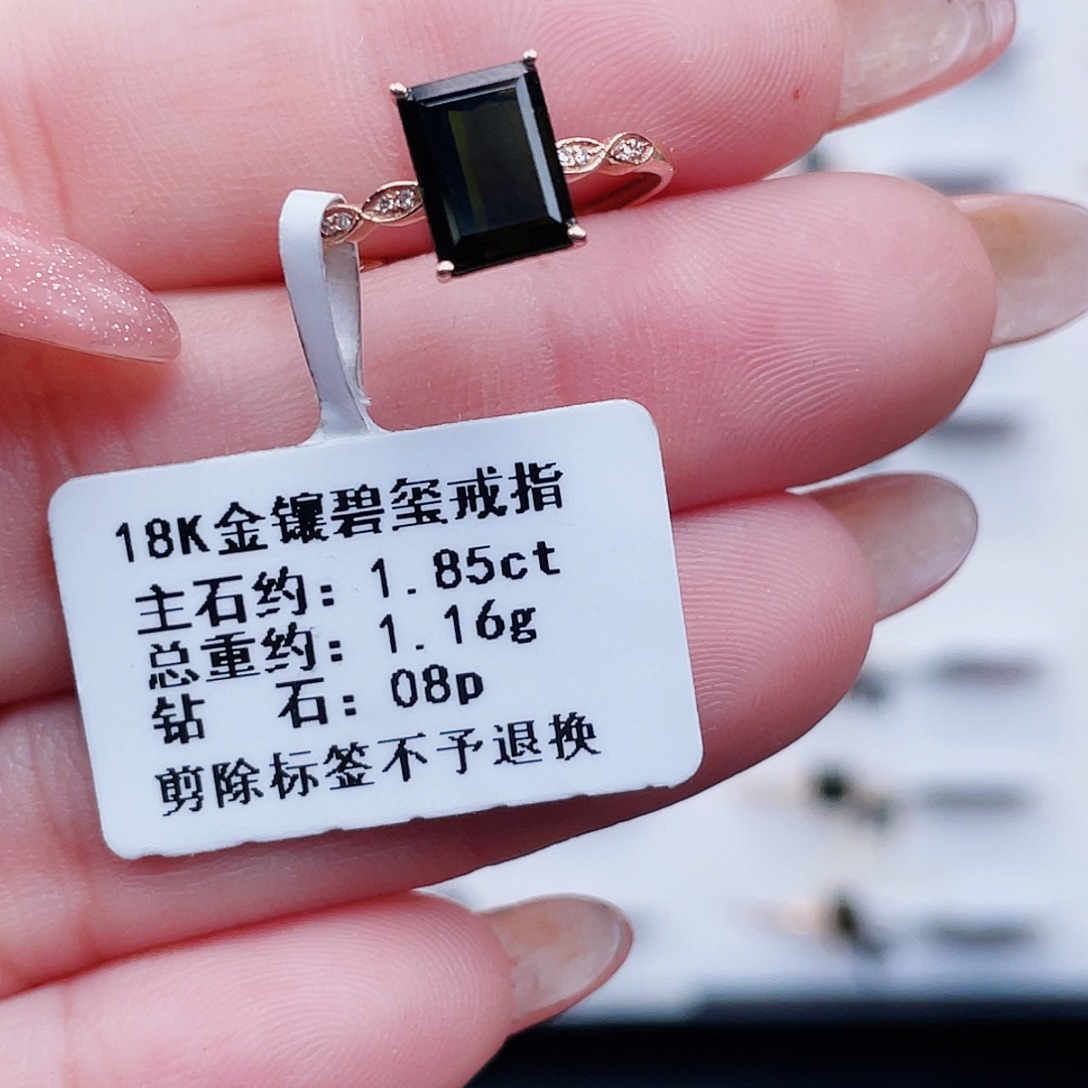 18K金镶碧玺戒指
主石约：1.85ct
总重约：1.16g
钻 石：08p
剪除标签不予退换